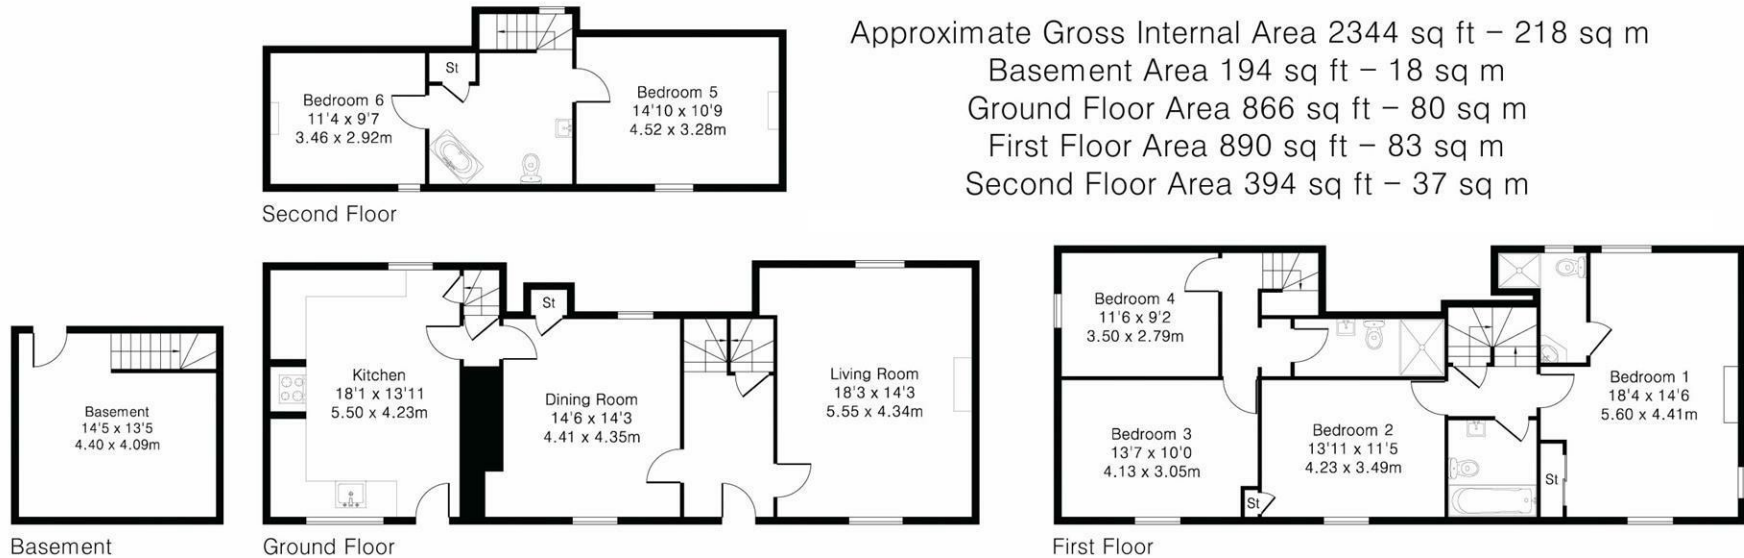 Approximate Gross Internal Area 2344 sq ft – 218 sq m
Basement Area 194 sq ft – 18 sq m
Ground Floor Area 866 sq ft – 80 sq m
First Floor Area 890 sq ft – 83 sq m
Second Floor Area 394 sq ft – 37 sq m
St
Bedroom 6
11'4 x 9'7
3.46 x 2.92m
Bedroom 5
14'10 x 10'9
4.52 x 3.28m
Second Floor
Basement
14'5 x 13'5
4.40 x 4.09m
Basement
St
Kitchen
18'1 x 13'11
5.50 x 4.23m
Dining Room
14'6 x 14'3
4.41 x 4.35m
Living Room
18'3 x 14'3
5.55 x 4.34m
Ground Floor
Bedroom 4
11'6 x 9'2
3.50 x 2.79m
Bedroom 1
18'4 x 14'6
5.60 x 4.41m
Bedroom 3
13'7 x 10'0
4.13 x 3.05m
Bedroom 2
13'11 x 11'5
4.23 x 3.49m
St
St
First Floor